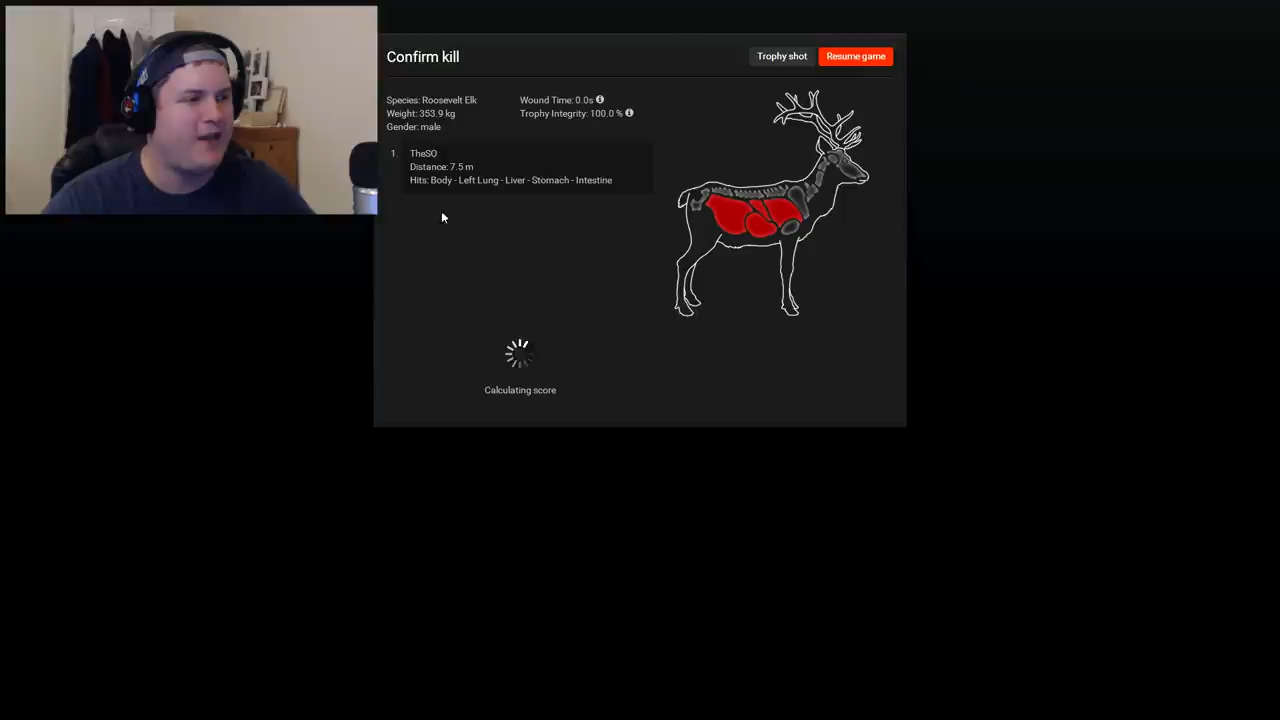 Confirm kill
Trophy shot
Resume game
Species: Roosevelt Elk
Wound Time: 0.0s
Weight: 353.9 kg
Trophy Integrity: 100.0 %
Gender: male
1. TheSO
Distance: 7.5 m
Hits: Body - Left Lung - Liver - Stomach - Intestine
Calculating score